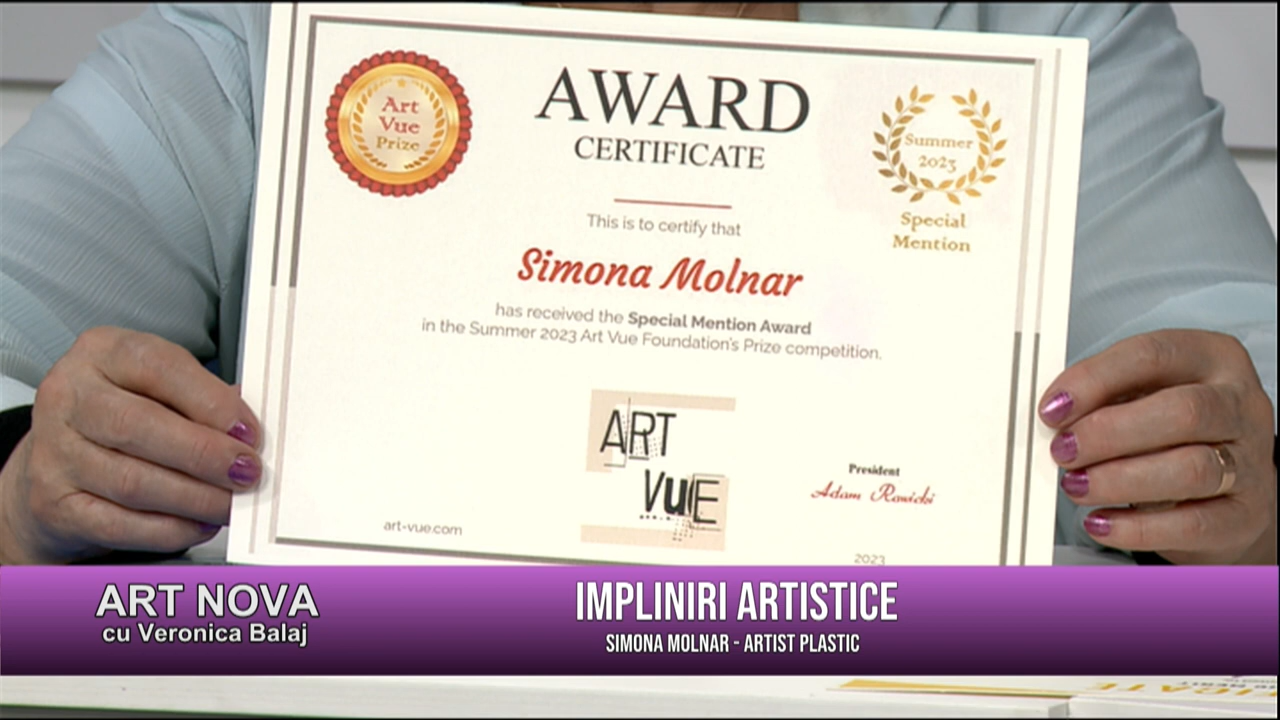 Art
Vue
Prize
AWARD
CERTIFICATE
Summer
2023
Special
Mention
This is to certify that
Simona Molnar
has received the Special Mention Award
in the Summer 2023 Art Vue Foundation's Prize competition.
ART
VuE
President
Adam Rowicki
art-vue.com
2023
ART NOVA
cu Veronica Balaj
IMPLINIRI ARTISTICE
SIMONA MOLNAR - ARTIST PLASTIC